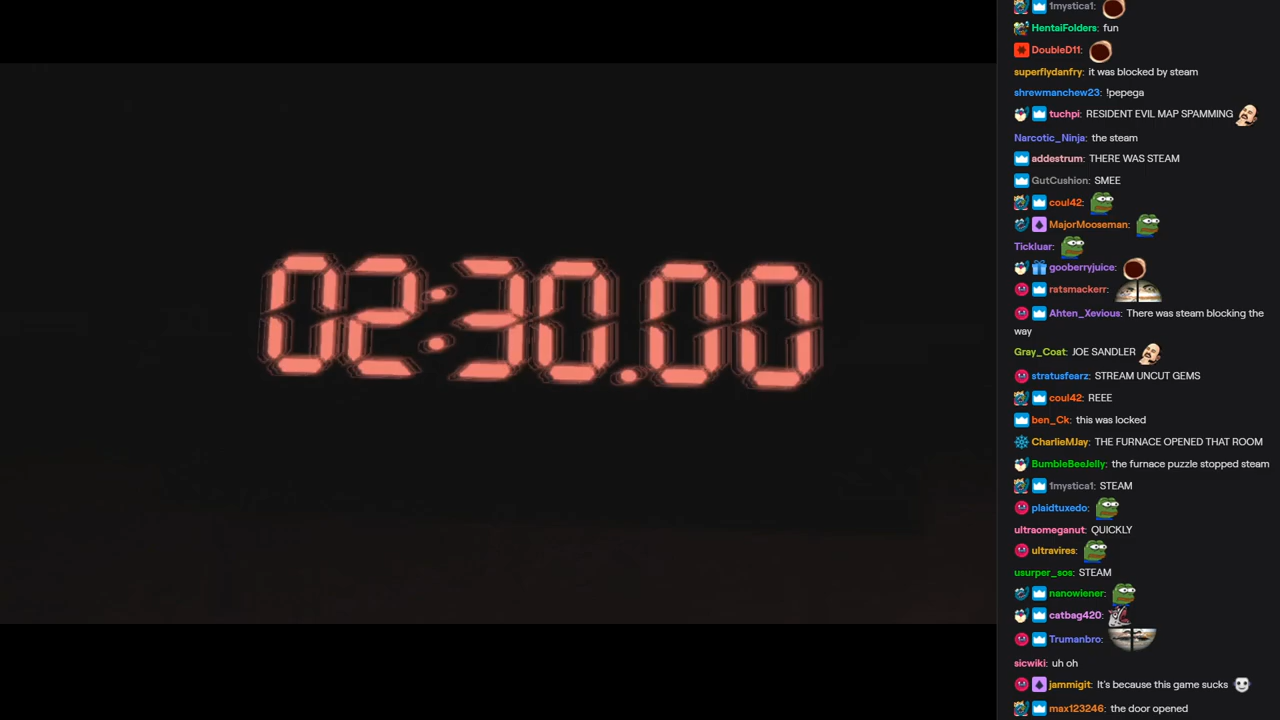 02:30.00
1mystica1:
HentaiFolders: fun
DoubleD11:
superflydanfry: it was blocked by steam
shrewmanchew23: !pepega
tuchpi: RESIDENT EVIL MAP SPAMMING
Narcotic_Ninja: the steam
addestrum: THERE WAS STEAM
GutCushion: SMEE
coul42:
MajorMooseman:
Tickluar:
gooberryjuice:
ratsmackerr:
Ahten_Xevious: There was steam blocking the
way
Gray_Coat: JOE SANDLER
stratusfearz: STREAM UNCUT GEMS
coul42: REEE
ben_Ck: this was locked
CharlieMJay: THE FURNACE OPENED THAT ROOM
BumbleBeeJelly: the furnace puzzle stopped steam
1mystica1: STEAM
plaidtuxedo:
ultraomeganut: QUICKLY
ultravires:
usurper_sos: STEAM
nanowiener:
catbag420:
Trumanbro:
sicwiki: uh oh
jammigit: It's because this game sucks
max123246: the door opened